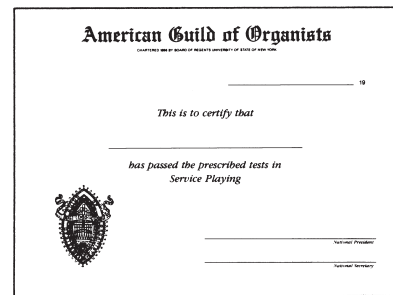 American Guild of Organists
CHARTERED 1896 BY BOARD OF REGENTS UNIVERSITY OF STATE OF NEW YORK
19
This is to certify that
has passed the prescribed tests in
Service Playing
National President
National Secretary